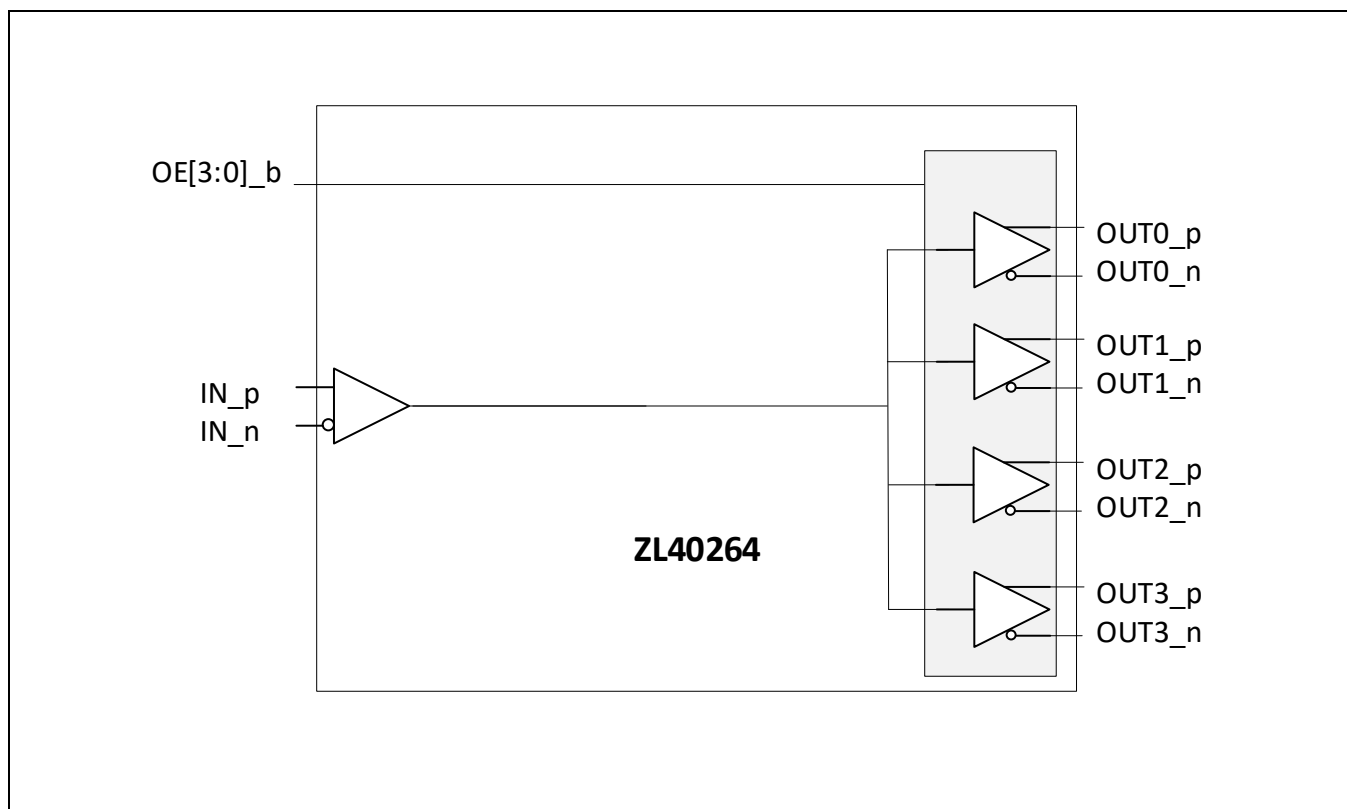 OE[3:0]_b
OUT0_p
OUT0_n
OUT1_p
OUT1_n
IN_p
IN_n
OUT2_p
OUT2_n
ZL40264
OUT3_p
OUT3_n